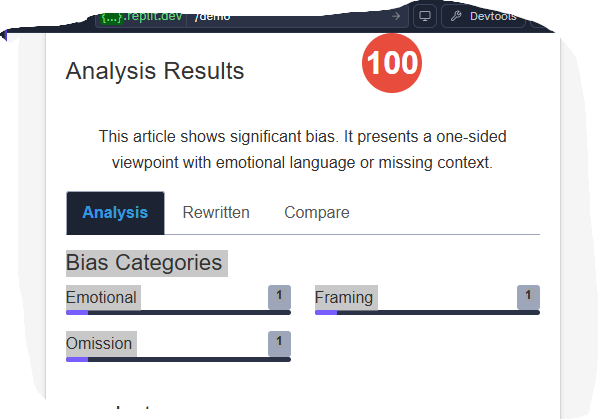 {...}.replit.dev /demo → Devtools
Analysis Results
100
This article shows significant bias. It presents a one-sided
viewpoint with emotional language or missing context.
Analysis Rewritten Compare
Bias Categories
Emotional 1 Framing 1
Omission 1